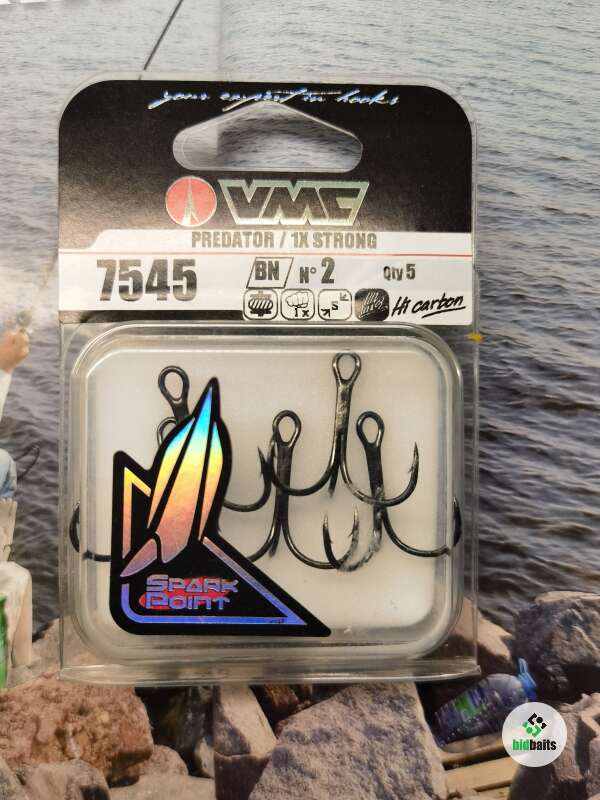 your expert in hooks
VMC
PREDATOR / 1X STRONG
7545 BN N° 2 Qty 5
1x S Hi carbon
SPARK
POINT
bidbaits